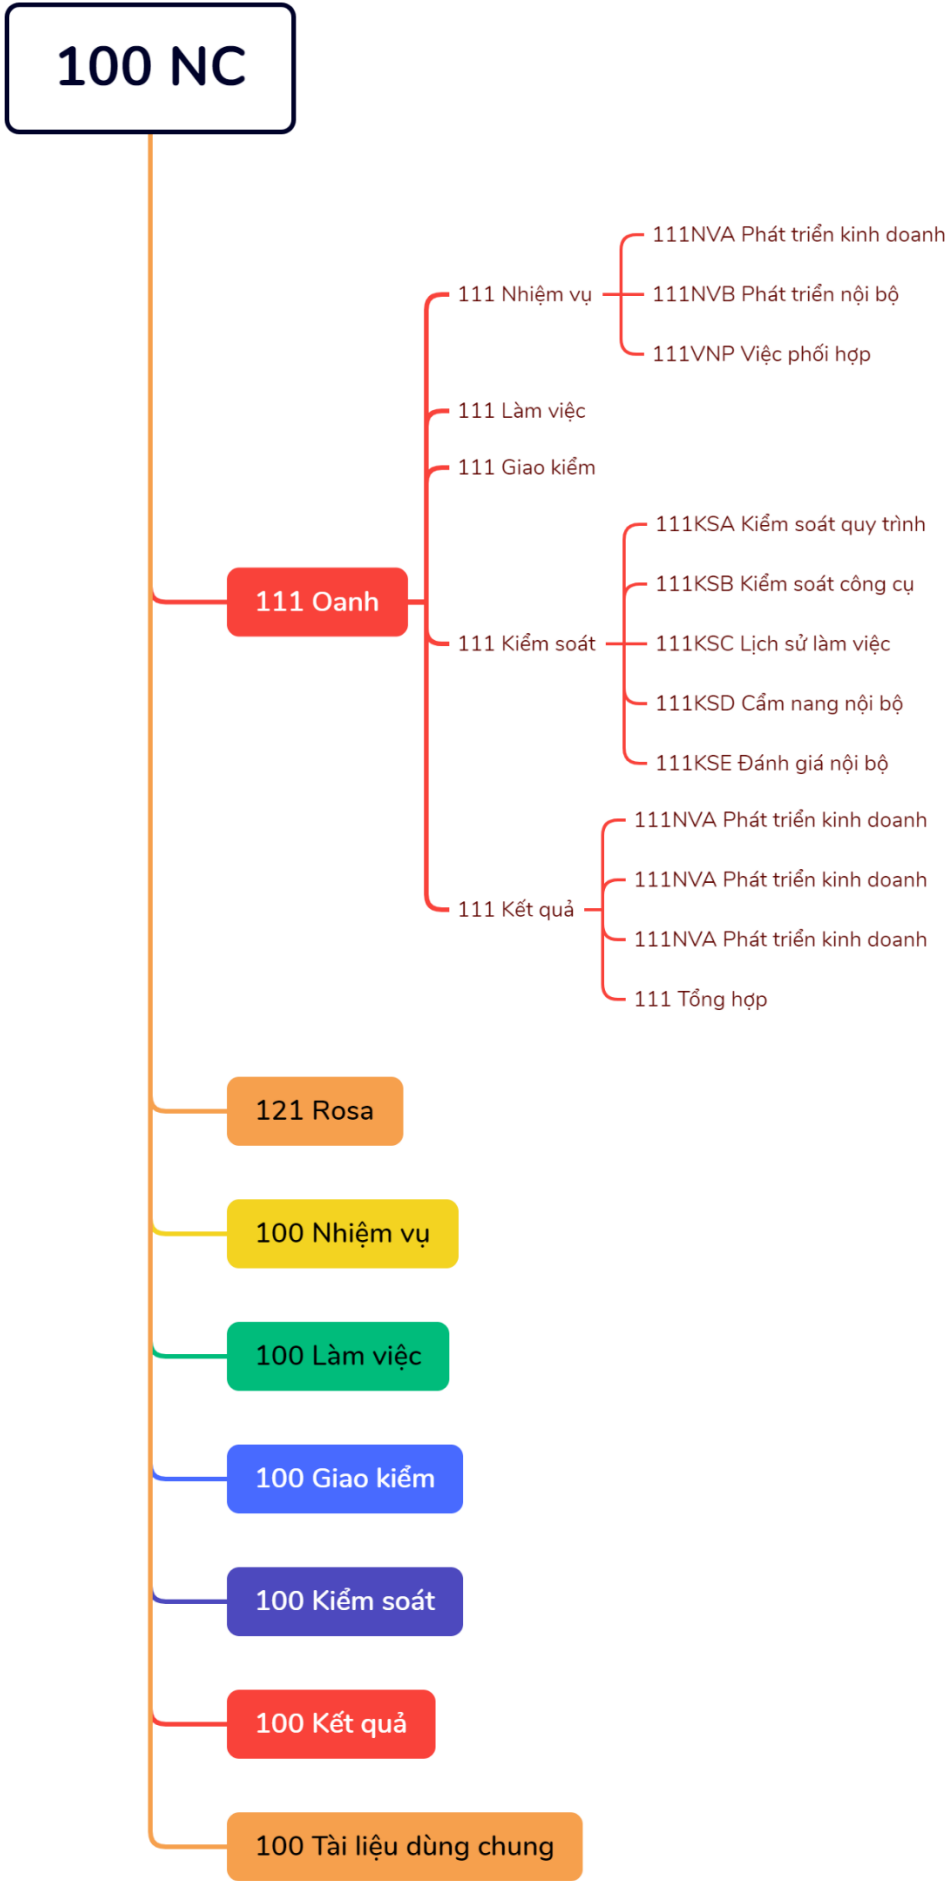 100 NC
111 Oanh
111 Nhiệm vụ
111NVA Phát triển kinh doanh
111NVB Phát triển nội bộ
111VNP Việc phối hợp
111 Làm việc
111 Giao kiểm
111 Kiểm soát
111KSA Kiểm soát quy trình
111KSB Kiểm soát công cụ
111KSC Lịch sử làm việc
111KSD Cẩm nang nội bộ
111KSE Đánh giá nội bộ
111 Kết quả
111NVA Phát triển kinh doanh
111NVA Phát triển kinh doanh
111NVA Phát triển kinh doanh
111 Tổng hợp
121 Rosa
100 Nhiệm vụ
100 Làm việc
100 Giao kiểm
100 Kiểm soát
100 Kết quả
100 Tài liệu dùng chung